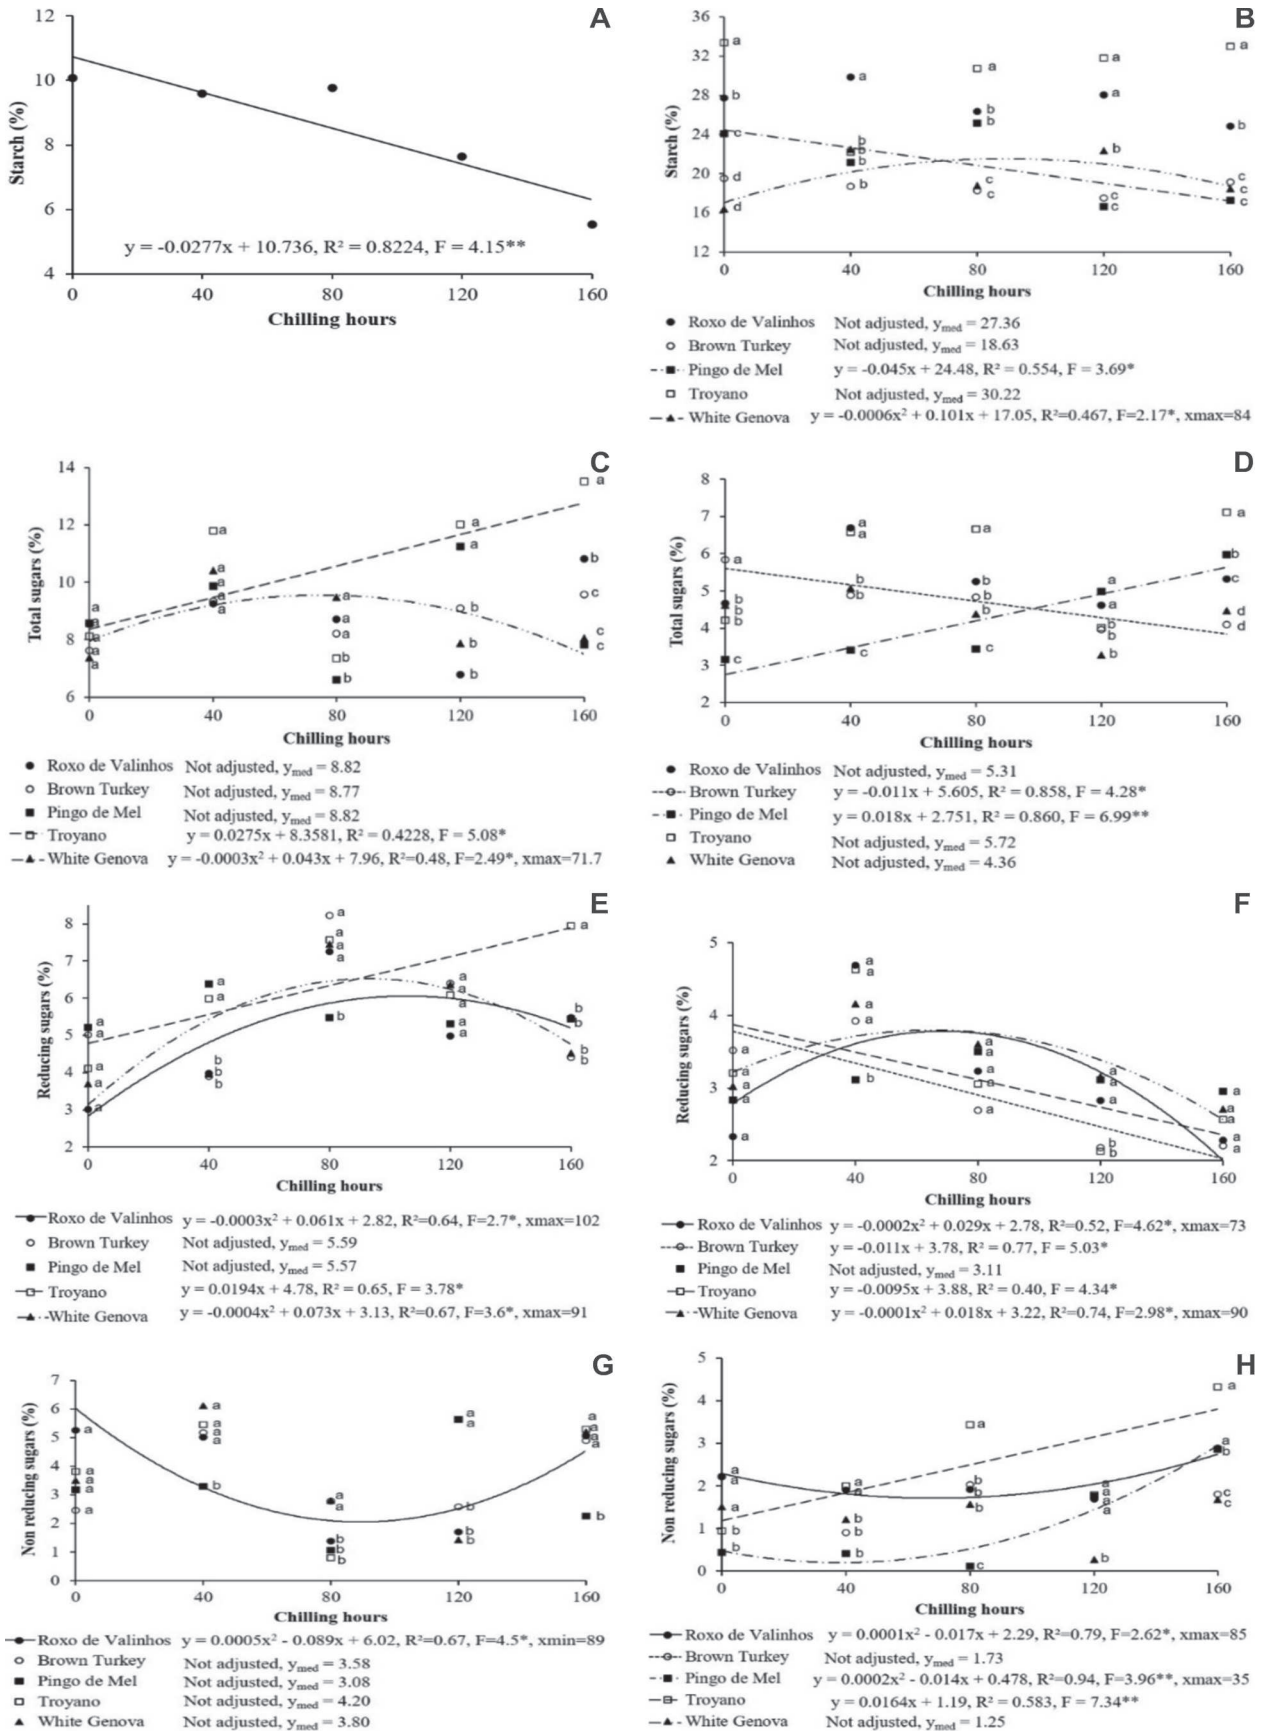 A
12
10
8
6
4
Starch (%)
y = -0.0277x + 10.736, R² = 0.8224, F = 4.15**
0 40 80 120 160
Chilling hours
B
36
32
28
24
20
16
12
Starch (%)
a b c d d
a b b b b
a b b c c
a a b c c
a b c c c
0 40 80 120 160
Chilling hours
Roxo de Valinhos Not adjusted, ymed = 27.36
Brown Turkey Not adjusted, ymed = 18.63
Pingo de Mel y = -0.045x + 24.48, R² = 0.554, F = 3.69*
Troyano Not adjusted, ymed = 30.22
White Genova y = -0.0006x² + 0.101x + 17.05, R²=0.467, F=2.17*, xmax=84
C
14
12
10
8
6
Total sugars (%)
a a a a a
a a a a a
a a a b b
a a b b b
a b c c c
0 40 80 120 160
Chilling hours
Roxo de Valinhos Not adjusted, ymed = 8.82
Brown Turkey Not adjusted, ymed = 8.77
Pingo de Mel Not adjusted, ymed = 8.82
Troyano y = 0.0275x + 8.3581, R² = 0.4228, F = 5.08*
White Genova y = -0.0003x² + 0.043x + 7.96, R²=0.48, F=2.49*, xmax=71.7
D
8
7
6
5
4
3
2
Total sugars (%)
a b b b c
a a b b c
a b b b c
a a b b b
a b c d d
0 40 80 120 160
Chilling hours
Roxo de Valinhos Not adjusted, ymed = 5.31
Brown Turkey y = -0.011x + 5.605, R² = 0.858, F = 4.28*
Pingo de Mel y = 0.018x + 2.751, R² = 0.860, F = 6.99**
Troyano Not adjusted, ymed = 5.72
White Genova Not adjusted, ymed = 4.36
E
8
7
6
5
4
3
2
Reducing sugars (%)
a a a a a
a a b b b
a a a a b
a a a a a
a b b b b
0 40 80 120 160
Chilling hours
Roxo de Valinhos y = -0.0003x² + 0.061x + 2.82, R²=0.64, F=2.7*, xmax=102
Brown Turkey Not adjusted, ymed = 5.59
Pingo de Mel Not adjusted, ymed = 5.57
Troyano y = 0.0194x + 4.78, R² = 0.65, F = 3.78*
White Genova y = -0.0004x² + 0.073x + 3.13, R²=0.67, F=3.6*, xmax=91
F
5
4
3
2
Reducing sugars (%)
a a a a a
a a a a b
a a a a a
a a a b b
a a a a a
0 40 80 120 160
Chilling hours
Roxo de Valinhos y = -0.0002x² + 0.029x + 2.78, R²=0.52, F=4.62*, xmax=73
Brown Turkey y = -0.011x + 3.78, R² = 0.77, F = 5.03*
Pingo de Mel Not adjusted, ymed = 3.11
Troyano y = -0.0095x + 3.88, R² = 0.40, F = 4.34*
White Genova y = -0.0001x² + 0.018x + 3.22, R²=0.74, F=2.98*, xmax=90
G
7
6
5
4
3
2
1
0
Non reducing sugars (%)
a a a a a
a a a a b
a a b b b
a a b b b
a a a a b
0 40 80 120 160
Chilling hours
Roxo de Valinhos y = 0.0005x² - 0.089x + 6.02, R²=0.67, F=4.5*, xmin=89
Brown Turkey Not adjusted, ymed = 3.58
Pingo de Mel Not adjusted, ymed = 3.08
Troyano Not adjusted, ymed = 4.20
White Genova Not adjusted, ymed = 3.80
H
5
4
3
2
1
0
Non reducing sugars (%)
a a a b b
a a b b b
a b b b c
a a a a b
a a b c c
0 40 80 120 160
Chilling hours
Roxo de Valinhos y = 0.0001x² - 0.017x + 2.29, R²=0.79, F=2.62*, xmax=85
Brown Turkey Not adjusted, ymed = 1.73
Pingo de Mel y = 0.0002x² - 0.014x + 0.478, R²=0.94, F=3.96**, xmax=35
Troyano y = 0.0164x + 1.19, R² = 0.583, F = 7.34**
White Genova Not adjusted, ymed = 1.25